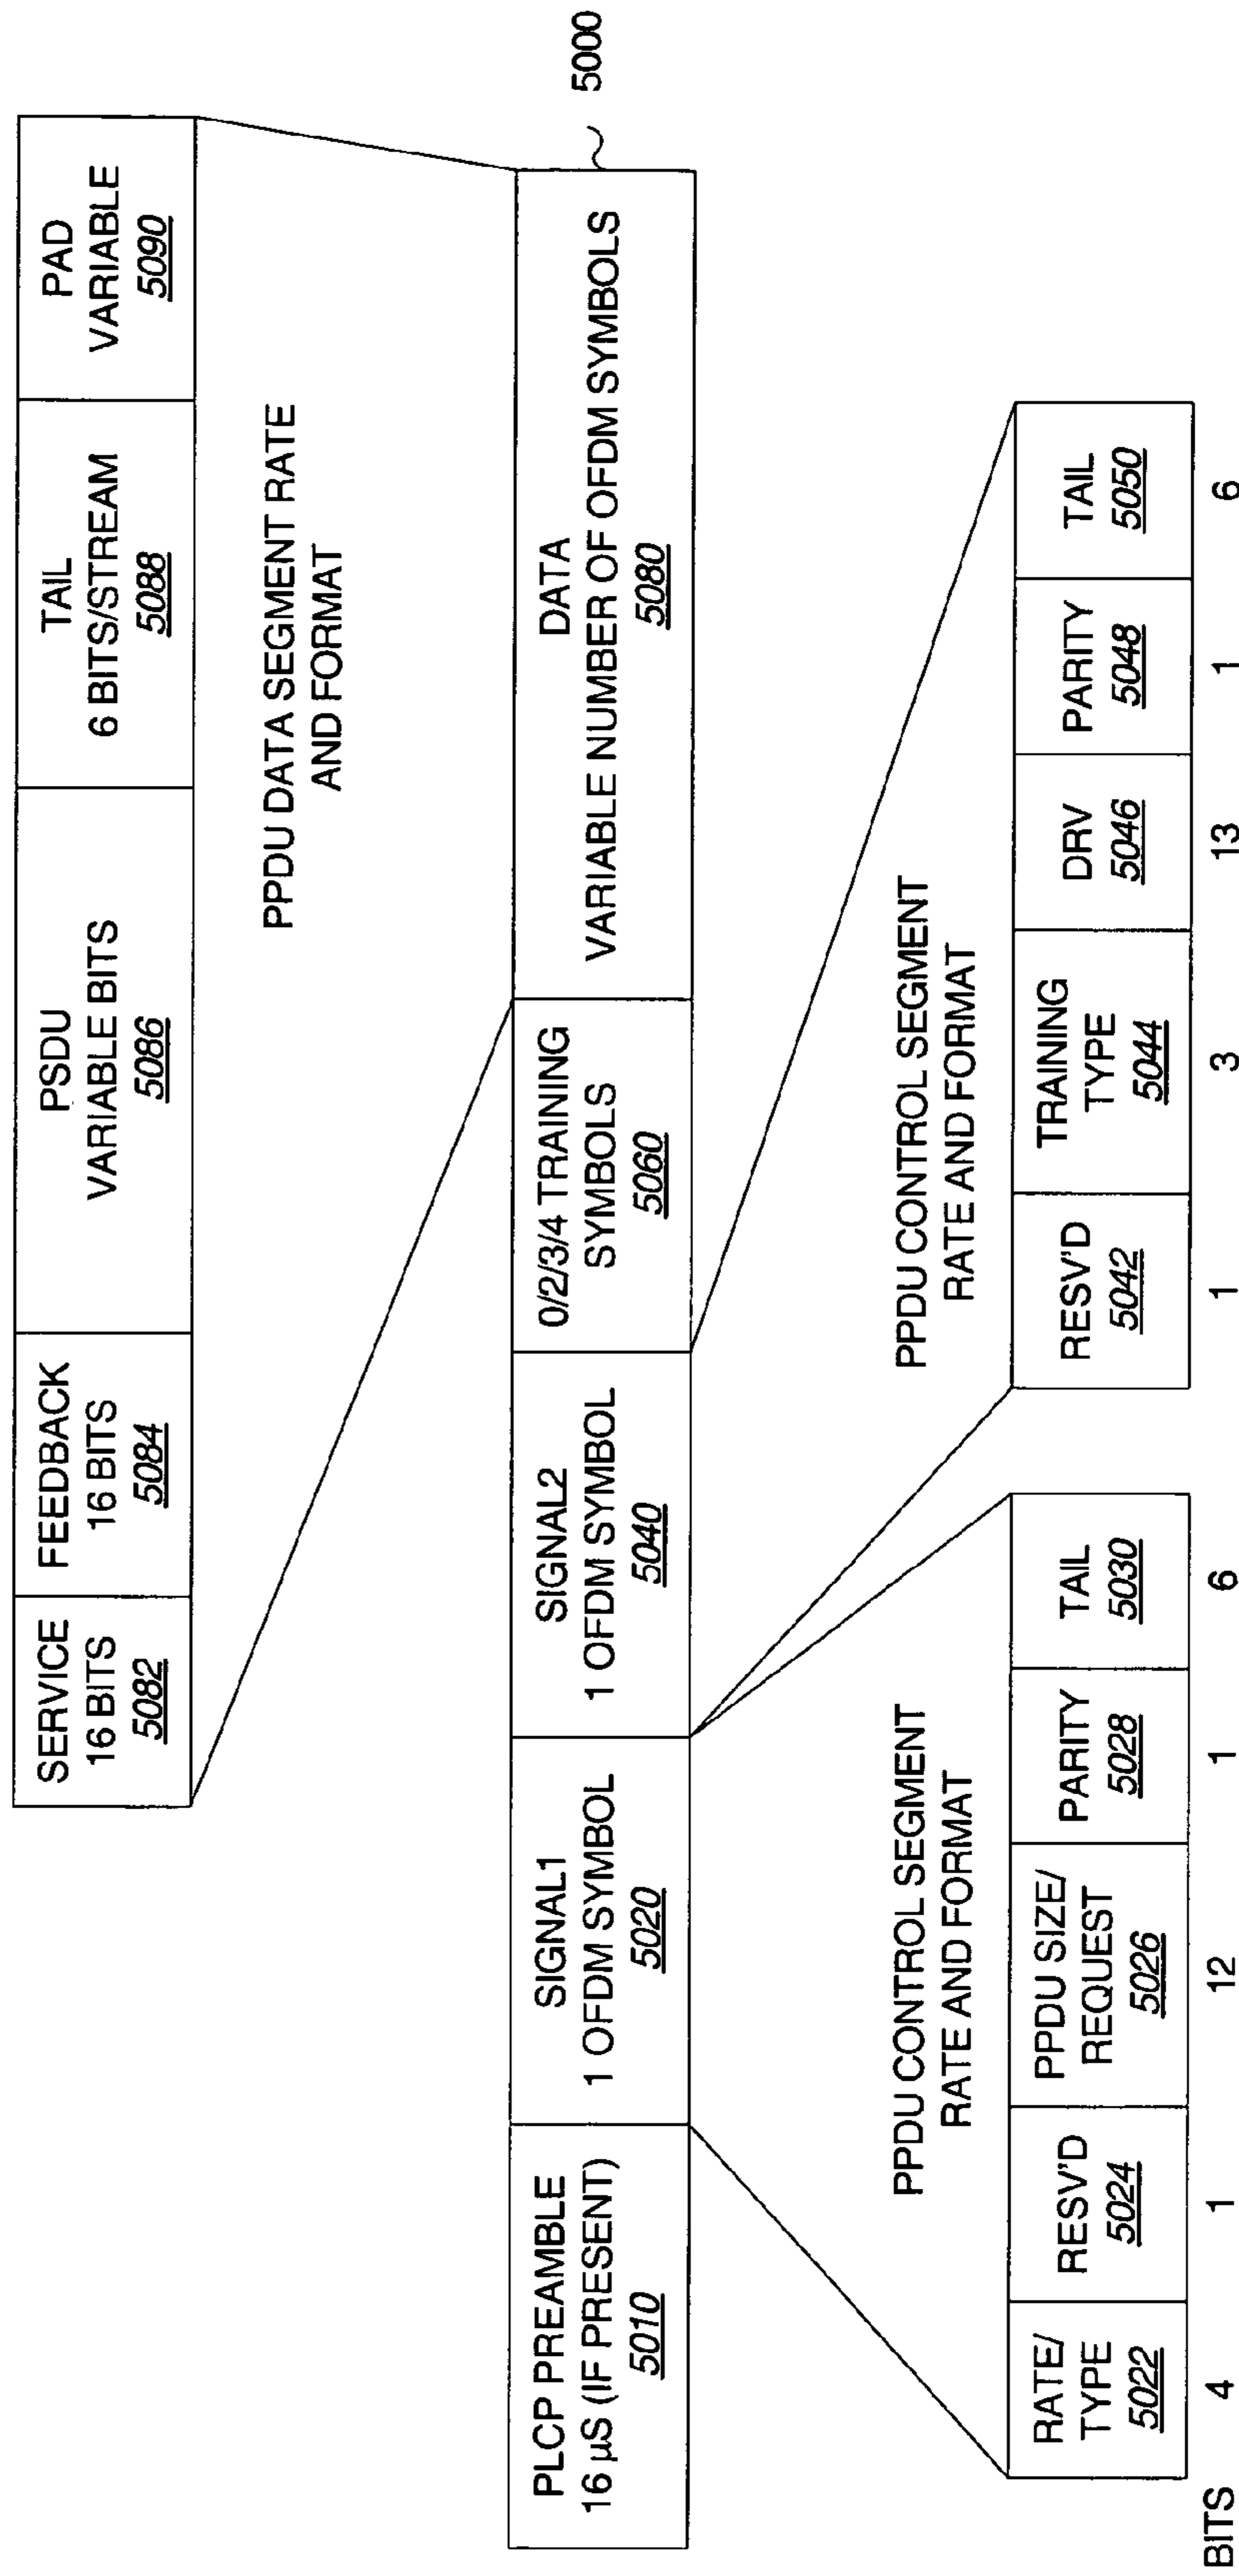 SERVICE
16 BITS
5082
FEEDBACK
16 BITS
5084
PSDU
VARIABLE BITS
5086
TAIL
6 BITS/STREAM
5088
PAD
VARIABLE
5090
PPDU DATA SEGMENT RATE
AND FORMAT
PLCP PREAMBLE
16 µS (IF PRESENT)
5010
SIGNAL1
1 OFDM SYMBOL
5020
SIGNAL2
1 OFDM SYMBOL
5040
0/2/3/4 TRAINING
SYMBOLS
5060
DATA
VARIABLE NUMBER OF OFDM SYMBOLS
5080
5000
PPDU CONTROL SEGMENT
RATE AND FORMAT
RATE/
TYPE
5022
RESV'D
5024
PPDU SIZE/
REQUEST
5026
PARITY
5028
TAIL
5030
BITS 4 1 12 1 6
PPDU CONTROL SEGMENT
RATE AND FORMAT
RESV'D
5042
TRAINING
TYPE
5044
DRV
5046
PARITY
5048
TAIL
5050
1 3 13 1 6